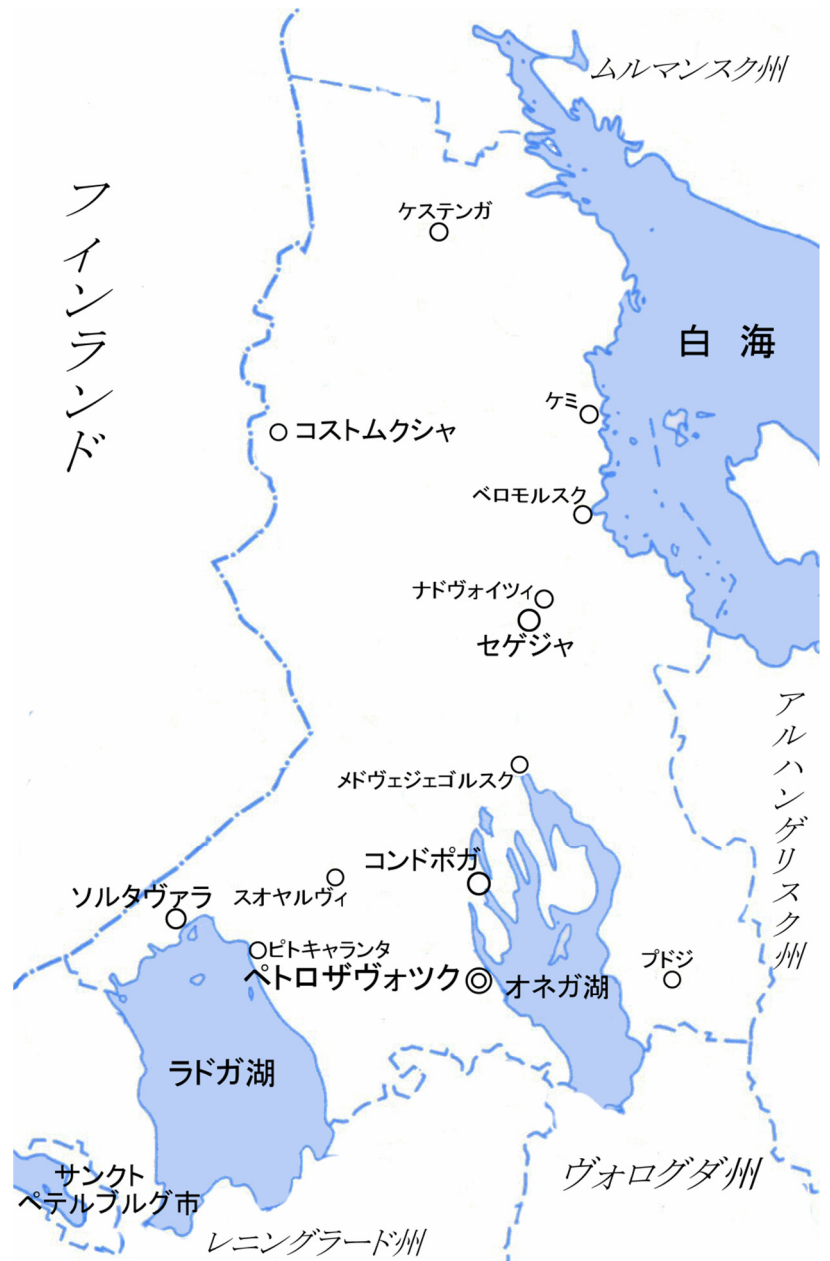 ムルマンスク州
フィンランド
ケステンガ
白海
ケミ
コストムクシャ
ベロモルスク
ナドヴォイツィ
セゲジャ
アルハンゲリスク州
メドヴェジェゴルスク
コンドポガ
スオヤルヴィ
ソルタヴァラ
ピトキャランタ
ペトロザヴォツク
オネガ湖
プドジ
ラドガ湖
サンクト
ペテルブルグ市
ヴォログダ州
レニングラード州